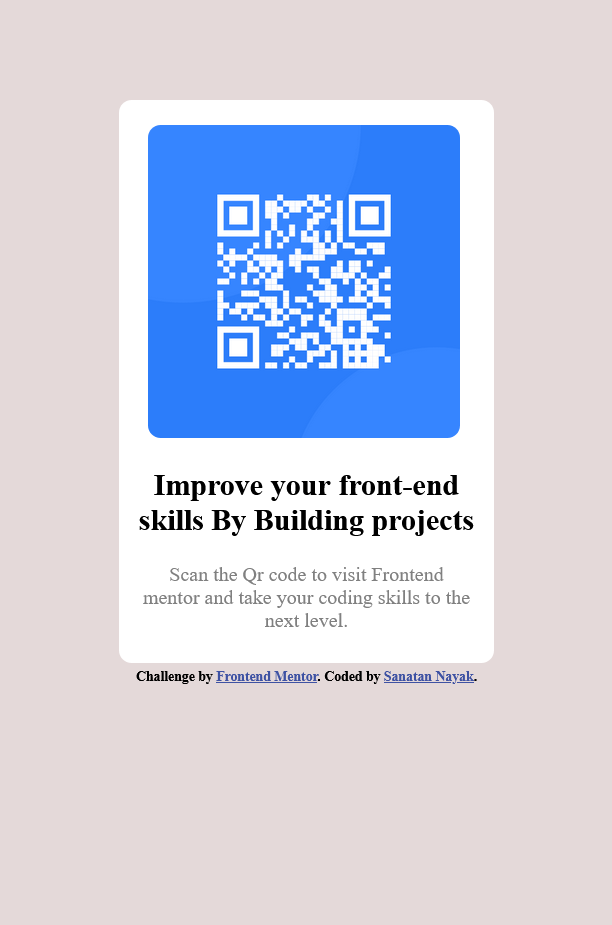 Improve your front-end
skills By Building projects
Scan the Qr code to visit Frontend
mentor and take your coding skills to the
next level.
Challenge by Frontend Mentor. Coded by Sanatan Nayak.